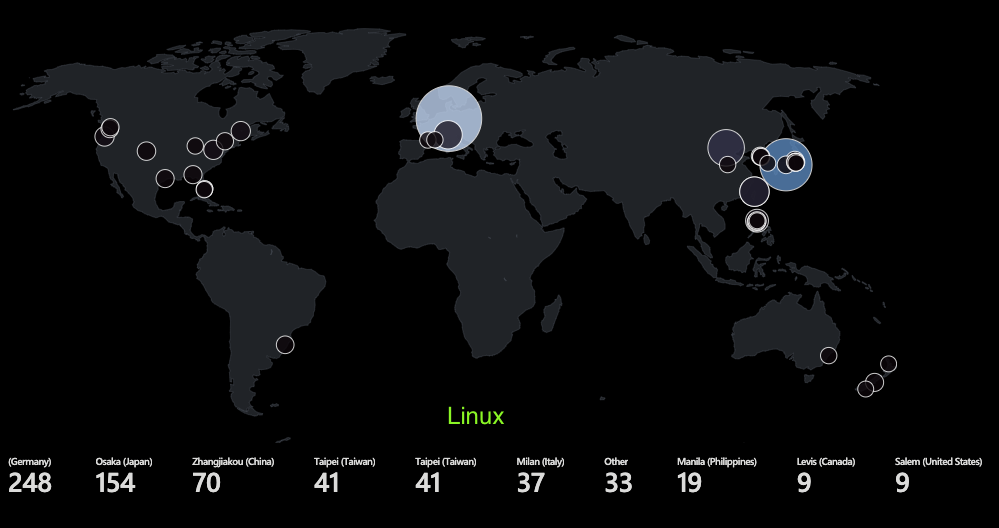 Linux
(Germany) Osaka (Japan) Zhangjiakou (China) Taipei (Taiwan) Taipei (Taiwan) Milan (Italy) Other Manila (Philippines) Levis (Canada) Salem (United States)
248 154 70 41 41 37 33 19 9 9